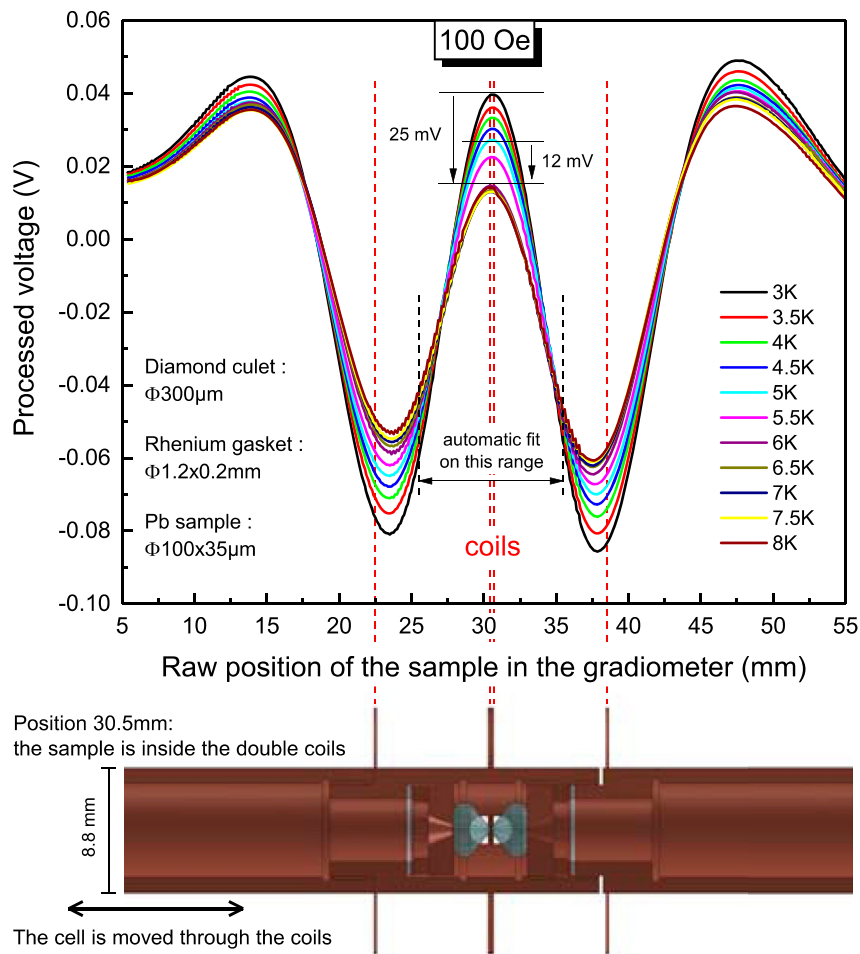 100 Oe
0.06
0.04
0.02
0.00
-0.02
-0.04
-0.06
-0.08
-0.10
Processed voltage (V)
25 mV
12 mV
3K
3.5K
4K
4.5K
5K
5.5K
6K
6.5K
7K
7.5K
8K
Diamond culet :
Φ300µm
Rhenium gasket :
Φ1.2x0.2mm
Pb sample :
Φ100x35µm
automatic fit
on this range
coils
5 10 15 20 25 30 35 40 45 50 55
Raw position of the sample in the gradiometer (mm)
Position 30.5mm:
the sample is inside the double coils
8.8 mm
The cell is moved through the coils